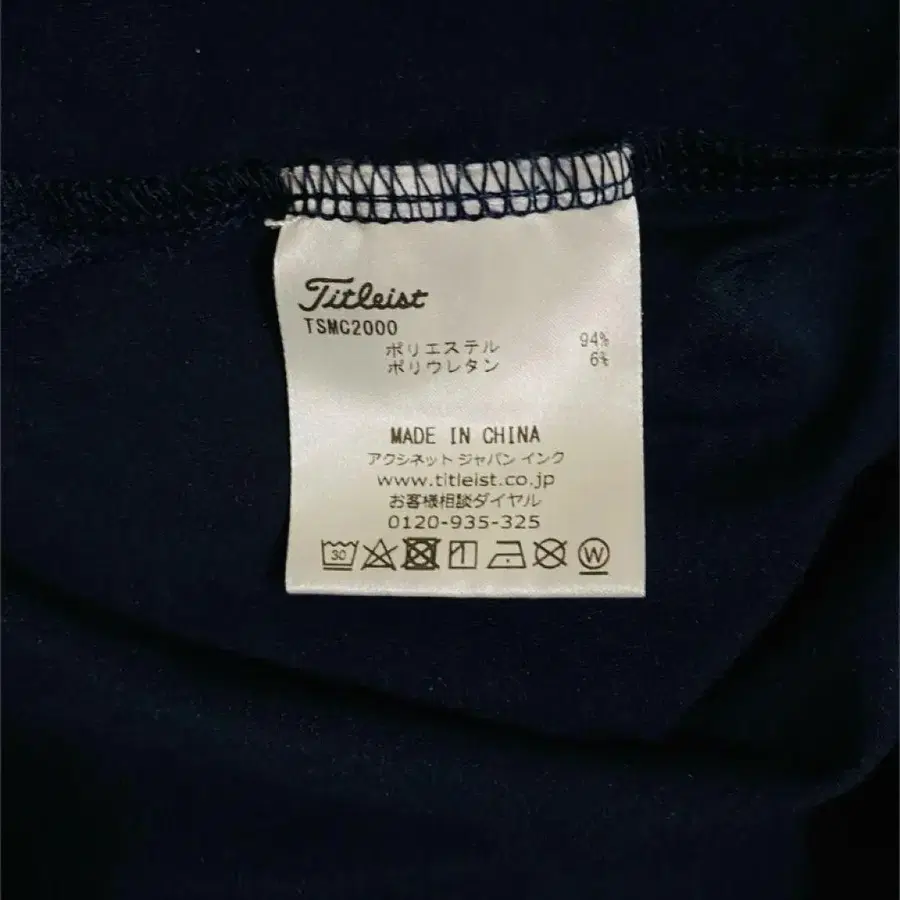 Titleist
TSMC2000
ポリエステル 94%
ポリウレタン 6%
MADE IN CHINA
アクシネット ジャパン インク
www.titleist.co.jp
お客様相談ダイヤル
0120-935-325
30 W